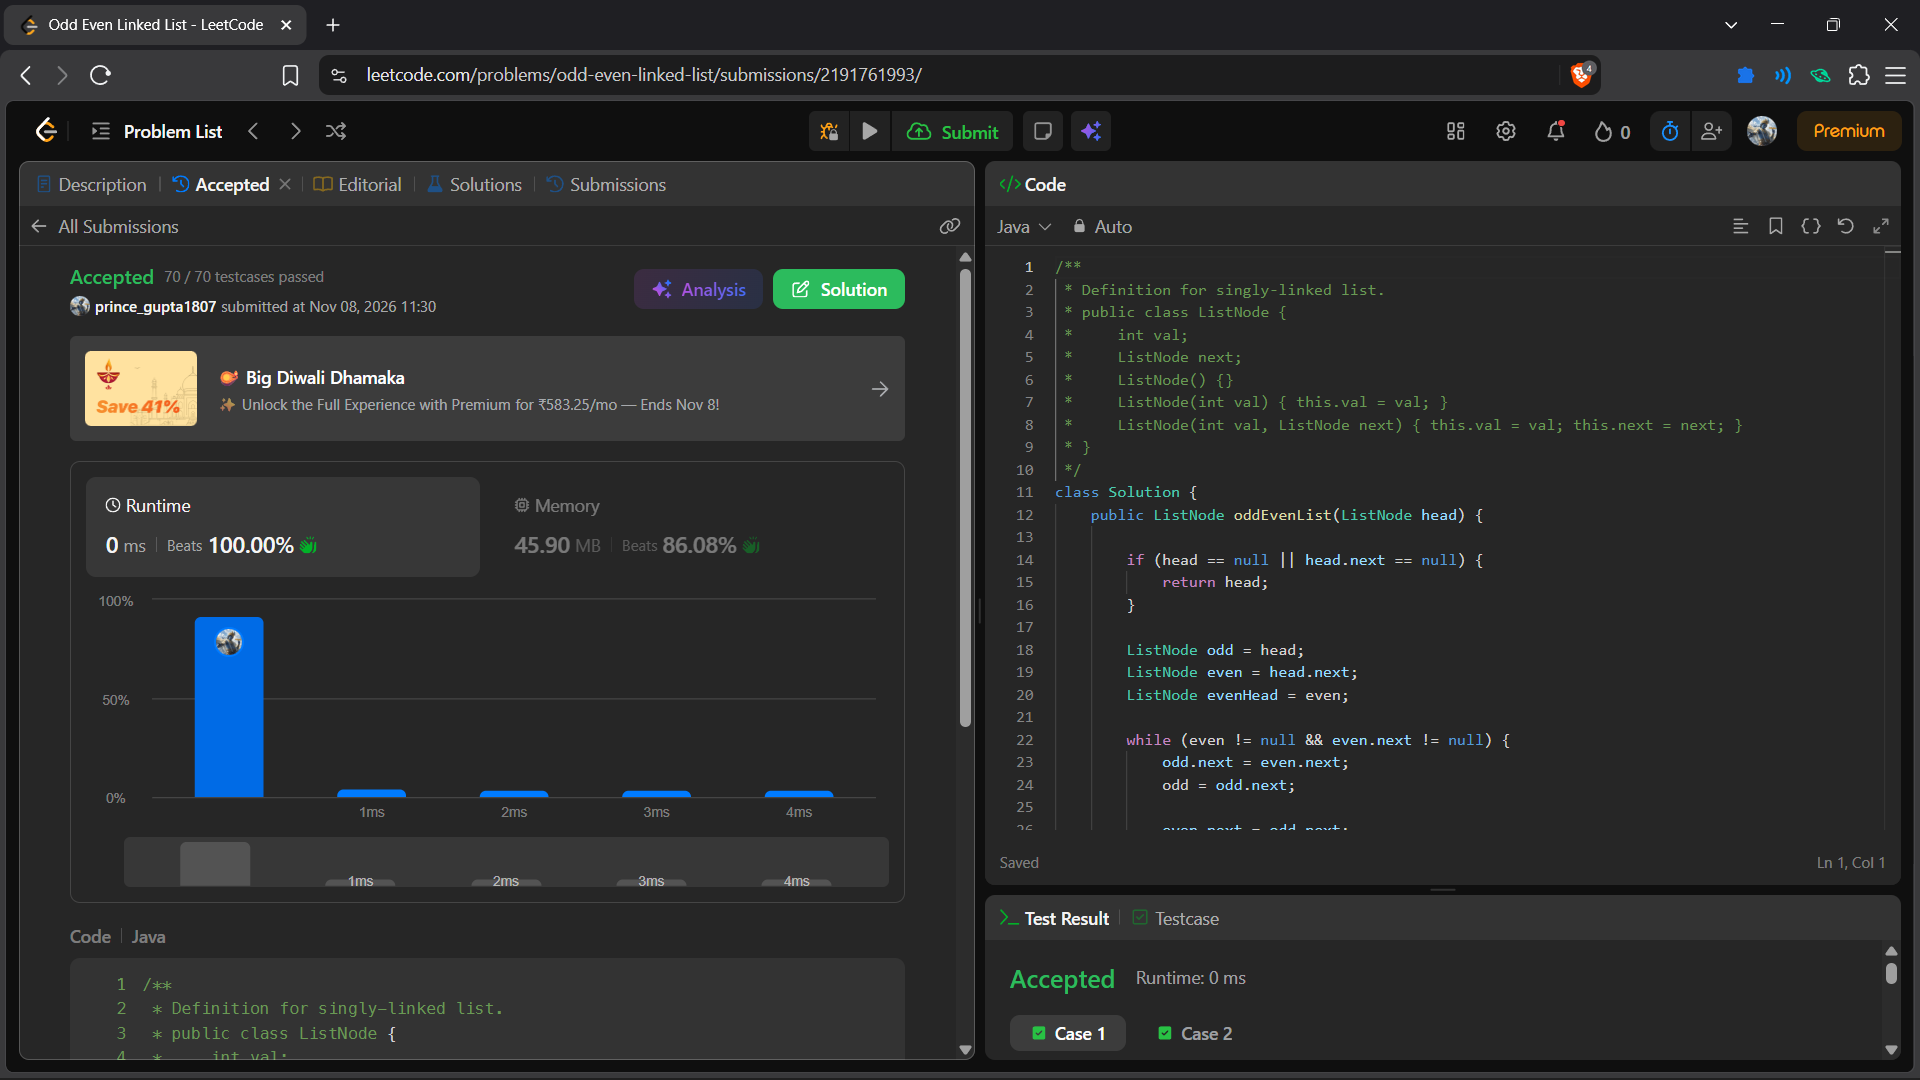 Odd Even Linked List - LeetCode
leetcode.com/problems/odd-even-linked-list/submissions/2191761993/
4
Problem List
Submit
0
Premium
Description
Accepted
Editorial
Solutions
Submissions
All Submissions
Accepted 70 / 70 testcases passed
prince_gupta1807 submitted at Nov 08, 2026 11:30
Analysis
Solution
Save 41%
Big Diwali Dhamaka
Unlock the Full Experience with Premium for ₹583.25/mo — Ends Nov 8!
Runtime
0 ms Beats 100.00%
Memory
45.90 MB Beats 86.08%
100%
50%
0%
1ms 2ms 3ms 4ms
1ms 2ms 3ms 4ms
Code Java
1 /**
2 * Definition for singly-linked list.
3 * public class ListNode {
4 * int val;
Code
Java Auto
1 /**
2 * Definition for singly-linked list.
3 * public class ListNode {
4 * int val;
5 * ListNode next;
6 * ListNode() {}
7 * ListNode(int val) { this.val = val; }
8 * ListNode(int val, ListNode next) { this.val = val; this.next = next; }
9 * }
10 */
11 class Solution {
12 public ListNode oddEvenList(ListNode head) {
13
14 if (head == null || head.next == null) {
15 return head;
16 }
17
18 ListNode odd = head;
19 ListNode even = head.next;
20 ListNode evenHead = even;
21
22 while (even != null && even.next != null) {
23 odd.next = even.next;
24 odd = odd.next;
25
26 even.next = odd.next;
Saved
Ln 1, Col 1
Test Result
Testcase
Accepted Runtime: 0 ms
Case 1
Case 2